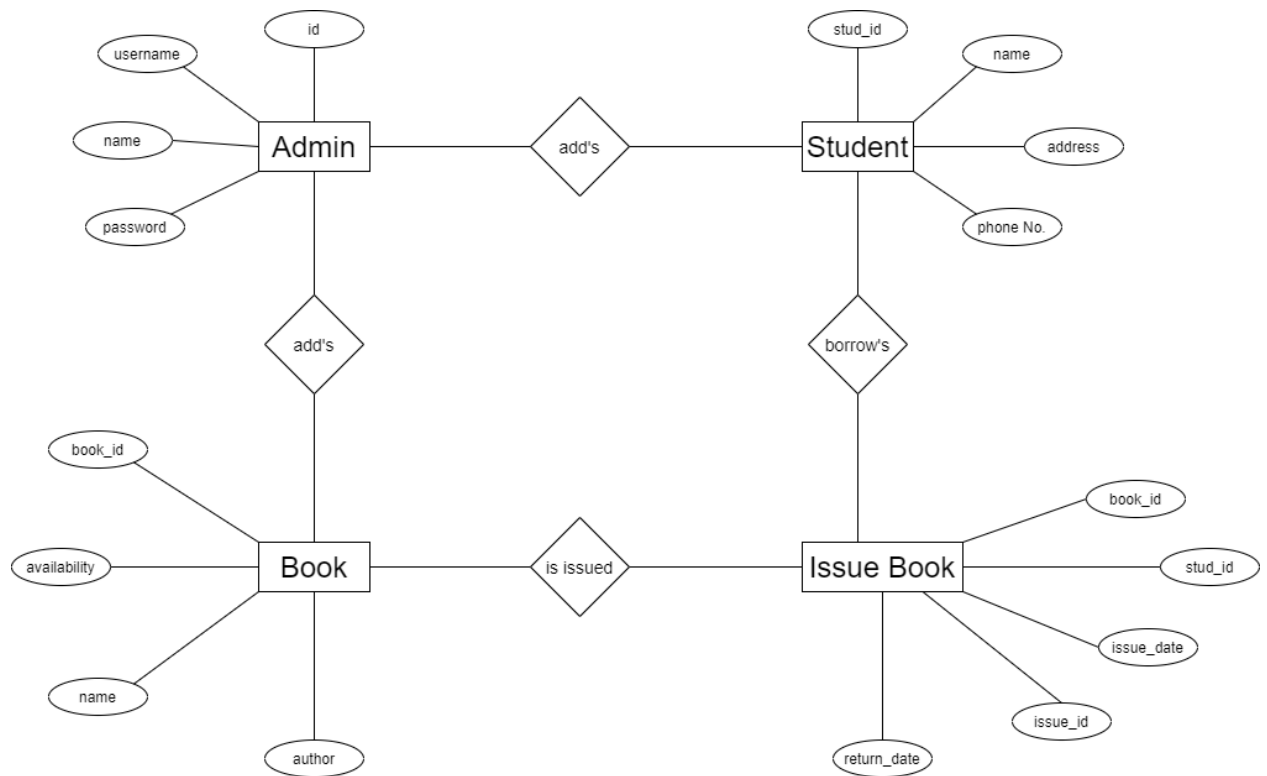 id
stud_id
username
name
name
Admin
add's
Student
address
password
phone No.
add's
borrow's
book_id
book_id
availability
Book
is issued
Issue Book
stud_id
issue_date
name
issue_id
author
return_date